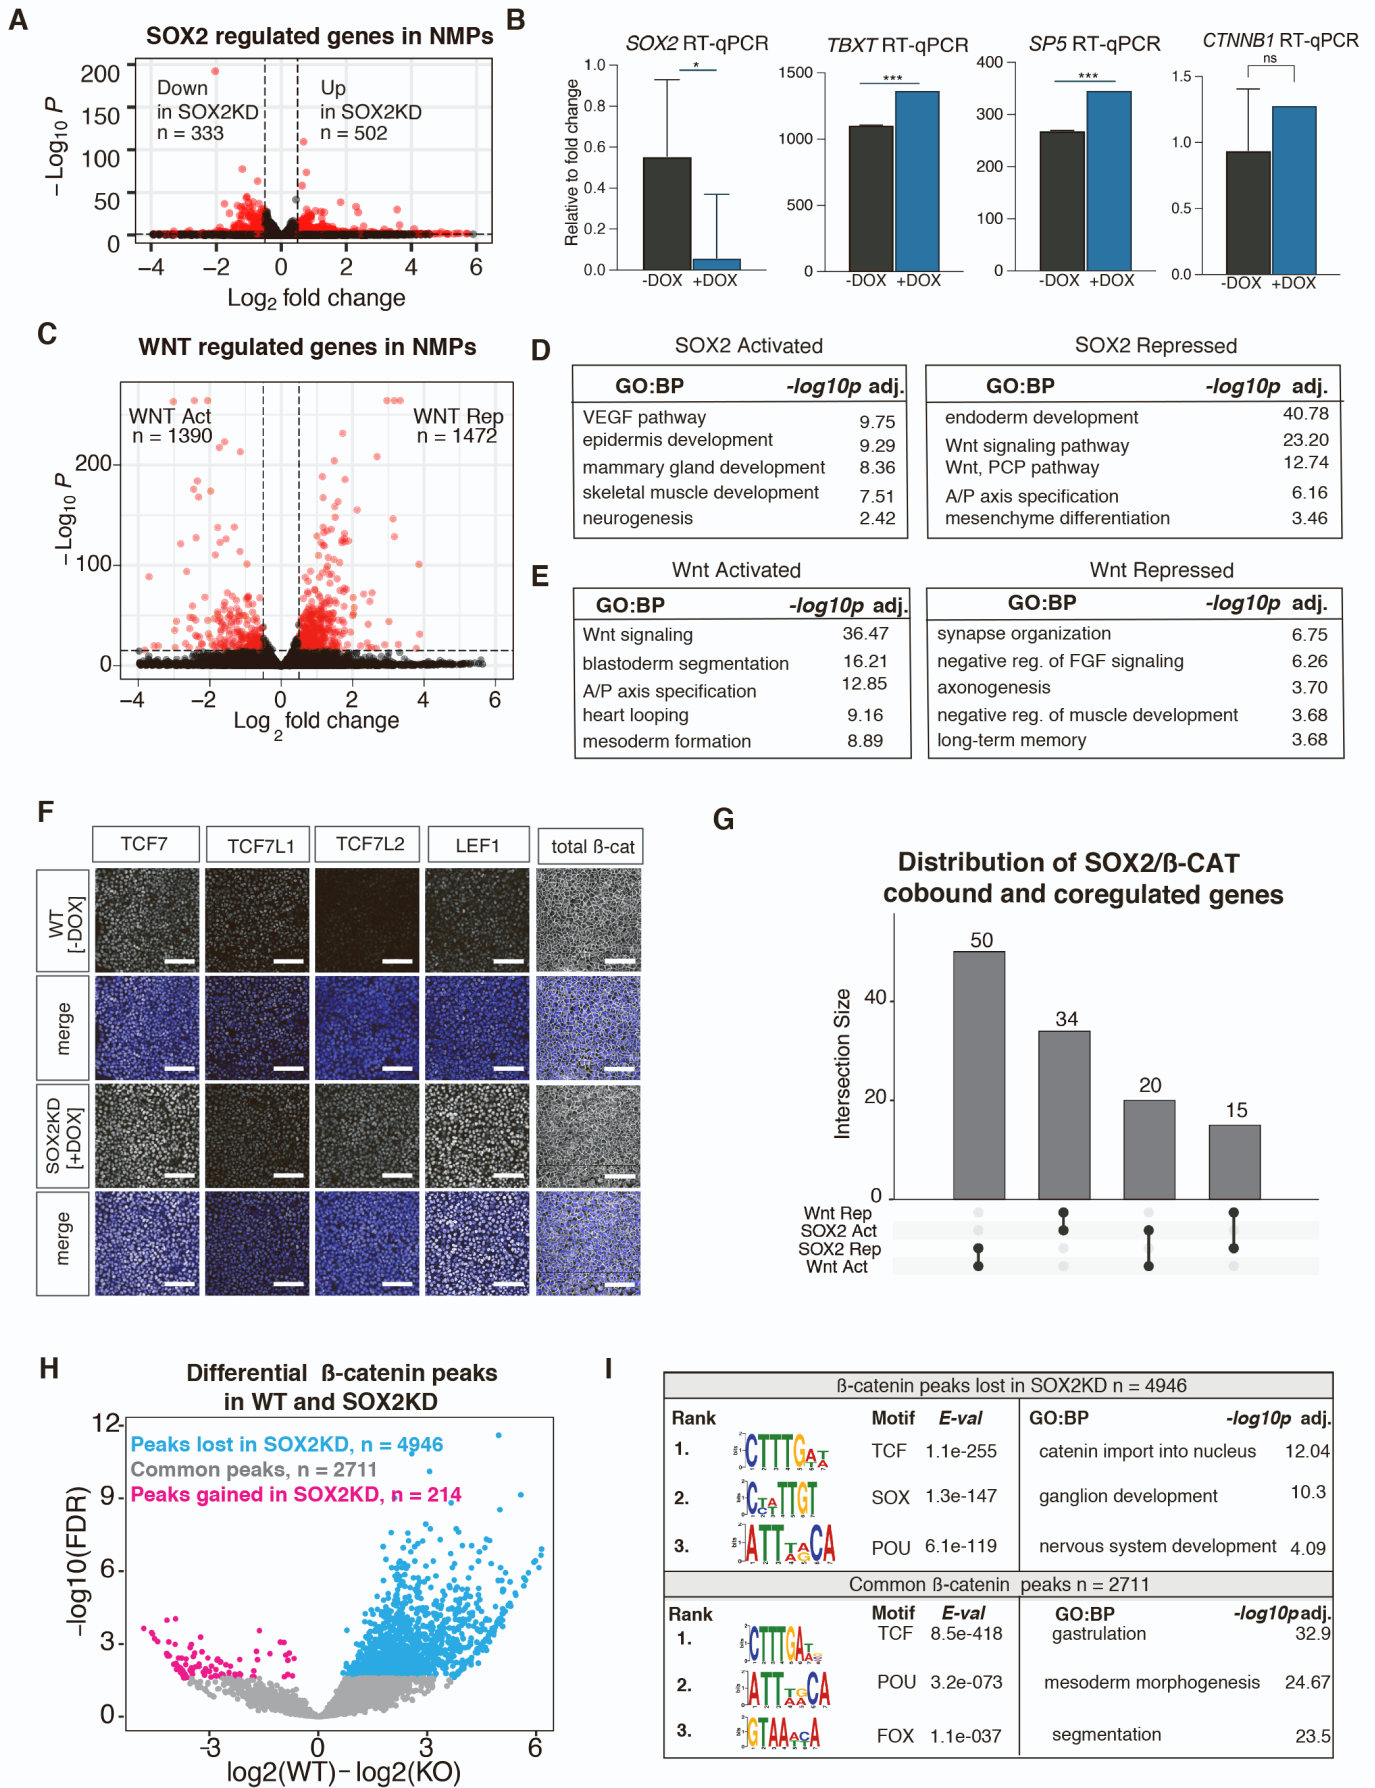 A
SOX2 regulated genes in NMPs
−Log10 P
200
150
100
50
0
Down
in SOX2KD
n = 333
Up
in SOX2KD
n = 502
−4 −2 0 2 4 6
Log2 fold change
B
SOX2 RT-qPCR
Relative to fold change
1.0
0.8
0.6
0.4
0.2
0.0
*
-DOX +DOX
TBXT RT-qPCR
1500
1000
500
0
***
-DOX +DOX
SP5 RT-qPCR
400
300
200
100
0
***
-DOX +DOX
CTNNB1 RT-qPCR
1.5
1.0
0.5
0.0
ns
-DOX +DOX
C
WNT regulated genes in NMPs
−Log10 P
200
100
0
WNT Act
n = 1390
WNT Rep
n = 1472
−4 −2 0 2 4 6
Log2 fold change
D
SOX2 Activated
GO:BP -log10p adj.
VEGF pathway 9.75
epidermis development 9.29
mammary gland development 8.36
skeletal muscle development 7.51
neurogenesis 2.42
SOX2 Repressed
GO:BP -log10p adj.
endoderm development 40.78
Wnt signaling pathway 23.20
Wnt, PCP pathway 12.74
A/P axis specification 6.16
mesenchyme differentiation 3.46
E
Wnt Activated
GO:BP -log10p adj.
Wnt signaling 36.47
blastoderm segmentation 16.21
A/P axis specification 12.85
heart looping 9.16
mesoderm formation 8.89
Wnt Repressed
GO:BP -log10p adj.
synapse organization 6.75
negative reg. of FGF signaling 6.26
axonogenesis 3.70
negative reg. of muscle development 3.68
long-term memory 3.68
F
TCF7 TCF7L1 TCF7L2 LEF1 total ß-cat
WT
[-DOX]
merge
SOX2KD
[+DOX]
merge
G
Distribution of SOX2/ß-CAT
cobound and coregulated genes
Intersection Size
40
20
0
50
34
20
15
Wnt Rep
SOX2 Act
SOX2 Rep
Wnt Act
H
Differential ß-catenin peaks
in WT and SOX2KD
−log10(FDR)
12
9
6
3
0
Peaks lost in SOX2KD, n = 4946
Common peaks, n = 2711
Peaks gained in SOX2KD, n = 214
-3 0 3 6
log2(WT)−log2(KO)
I
ß-catenin peaks lost in SOX2KD n = 4946
Rank Motif E-val GO:BP -log10p adj.
1. CTTTG TCF 1.1e-255 catenin import into nucleus 12.04
2. SOX 1.3e-147 ganglion development 10.3
3. POU 6.1e-119 nervous system development 4.09
Common ß-catenin peaks n = 2711
Rank Motif E-val GO:BP -log10p adj.
1. CTTTGA TCF 8.5e-418 gastrulation 32.9
2. POU 3.2e-073 mesoderm morphogenesis 24.67
3. FOX 1.1e-037 segmentation 23.5